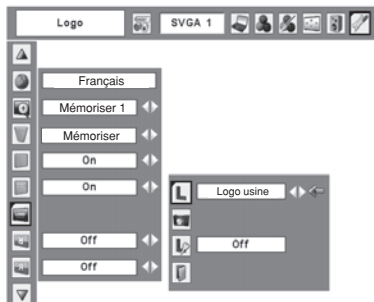 Logo
SVGA 1
Français
Mémoriser 1
Mémoriser
On
On
Logo usine
Off
Off
Off